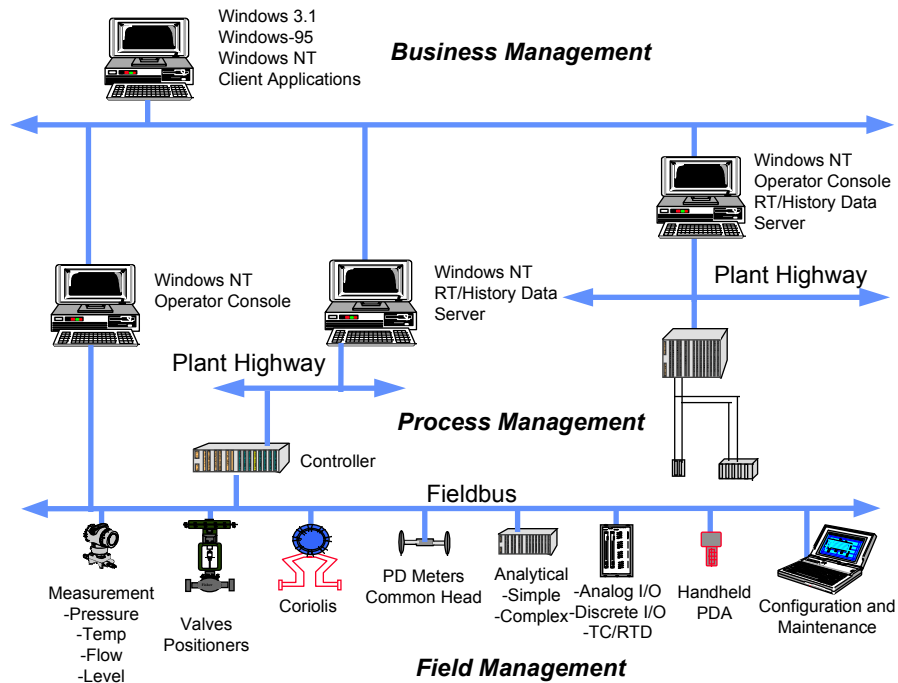 Windows 3.1
Windows-95
Windows NT
Client Applications
Business Management
Windows NT
Operator Console
RT/History Data
Server
Windows NT
Operator Console
Windows NT
RT/History Data
Server
Plant Highway
Plant Highway
Process Management
Controller
Fieldbus
Measurement
-Pressure
-Temp
-Flow
-Level
Valves
Positioners
Coriolis
PD Meters
Common Head
Analytical
-Simple
-Complex
-Analog I/O
-Discrete I/O
-TC/RTD
Handheld
PDA
Configuration and
Maintenance
Field Management